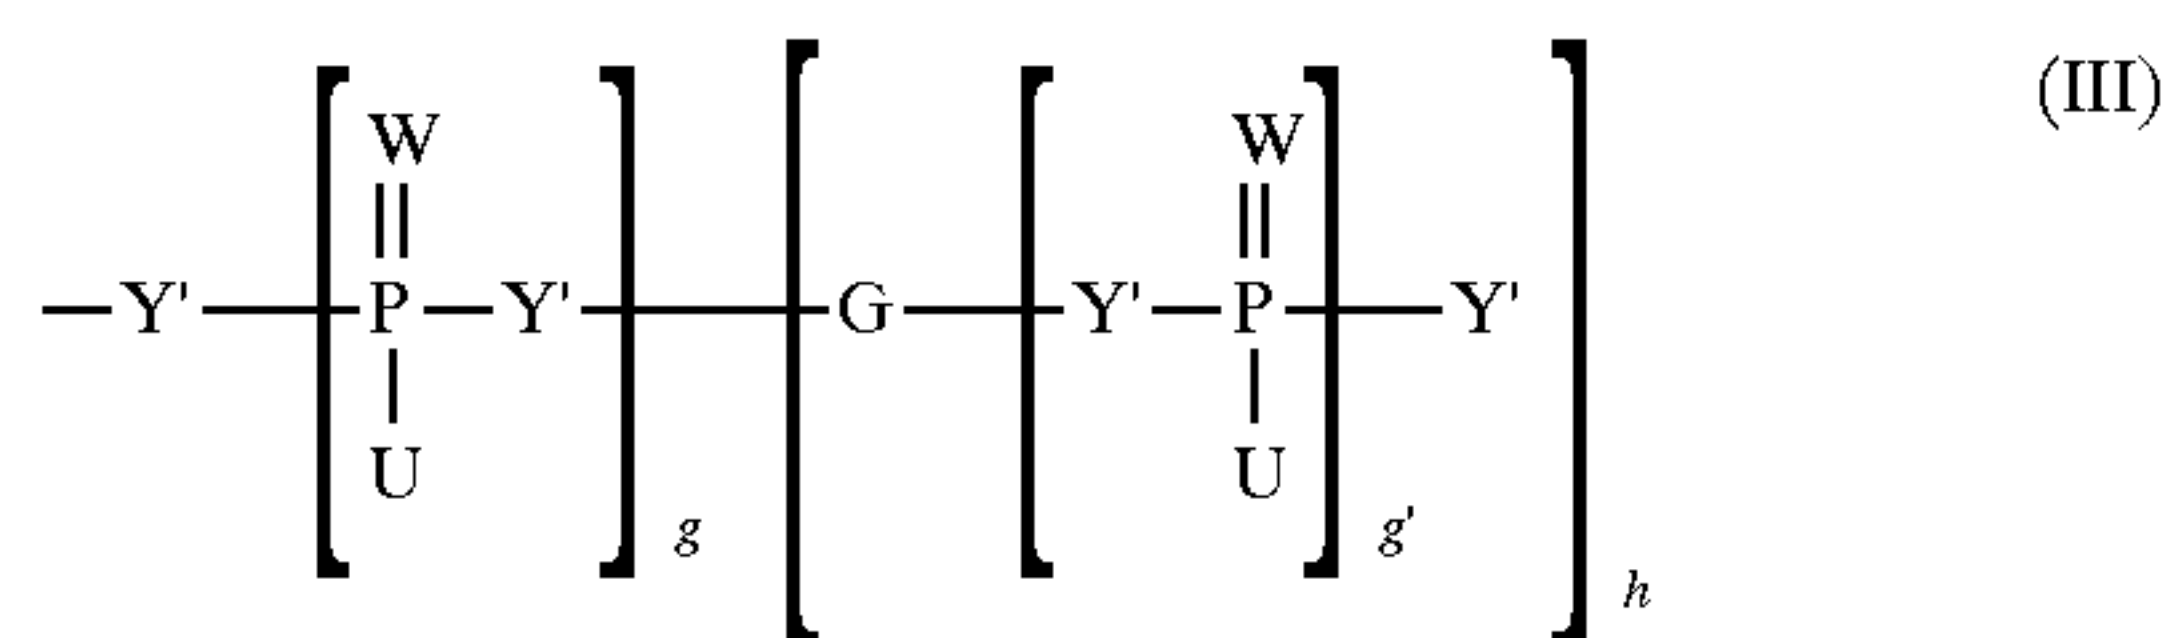 (III)
W W
Y' P Y' G Y' P Y'
U U
g g'
h